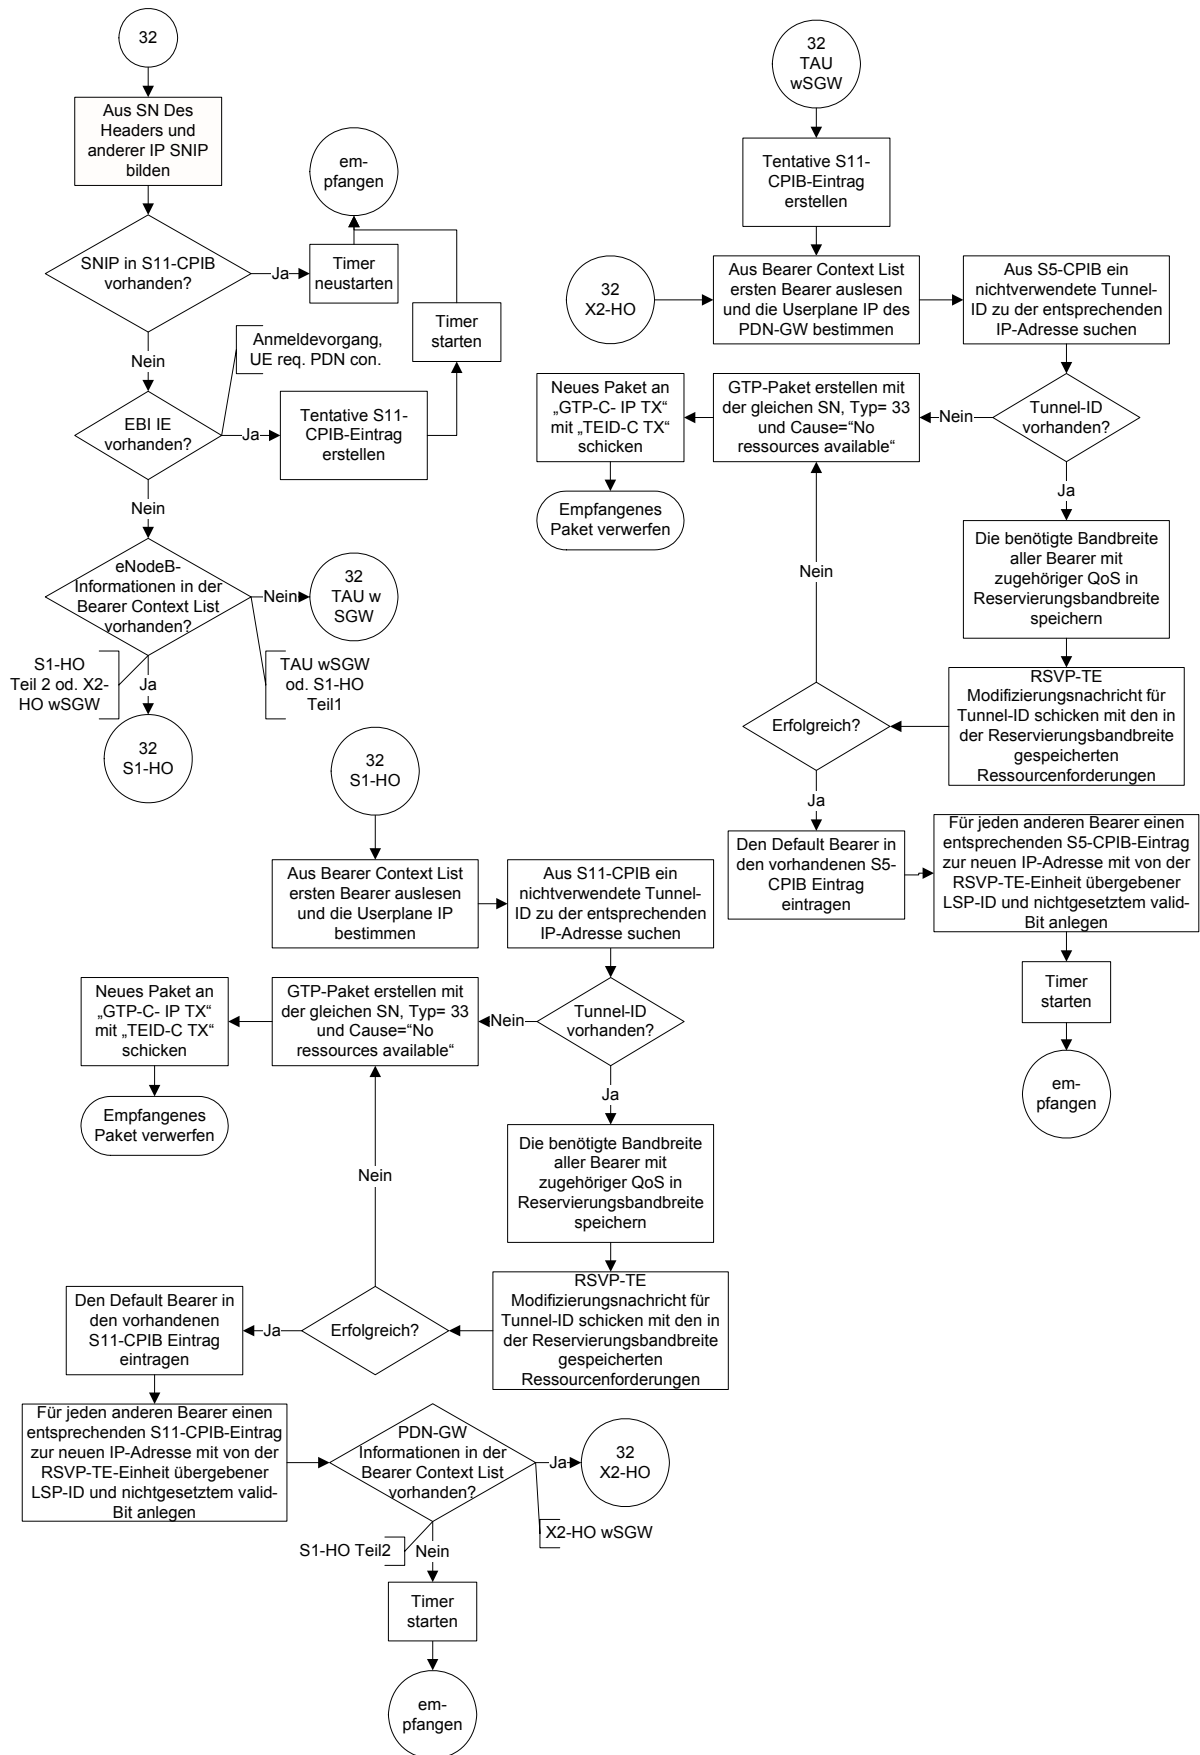 32
Aus SN Des
Headers und
anderer IP SNIP
bilden
SNIP in S11-CPIB
vorhanden?
Ja
Timer
neustarten
em-
pfangen
Timer
starten
Nein
Anmeldevorgang,
UE req. PDN con.
EBI IE
vorhanden?
Ja
Tentative S11-
CPIB-Eintrag
erstellen
Nein
eNodeB-
Informationen in der
Bearer Context List
vorhanden?
Nein
32
TAU w
SGW
S1-HO
Teil 2 od. X2-
HO wSGW
Ja
TAU wSGW
od. S1-HO
Teil1
32
S1-HO
32
TAU
wSGW
Tentative S11-
CPIB-Eintrag
erstellen
32
X2-HO
Aus Bearer Context List
ersten Bearer auslesen
und die Userplane IP des
PDN-GW bestimmen
Aus S5-CPIB ein
nichtverwendete Tunnel-
ID zu der entsprechenden
IP-Adresse suchen
Neues Paket an
„GTP-C- IP TX“
mit „TEID-C TX“
schicken
GTP-Paket erstellen mit
der gleichen SN, Typ= 33
und Cause=“No
ressources available“
Nein
Tunnel-ID
vorhanden?
Ja
Empfangenes
Paket verwerfen
Die benötigte Bandbreite
aller Bearer mit
zugehöriger QoS in
Reservierungsbandbreite
speichern
Nein
RSVP-TE
Modifizierungsnachricht für
Tunnel-ID schicken mit den in
der Reservierungsbandbreite
gespeicherten
Ressourcenforderungen
Erfolgreich?
Ja
Den Default Bearer in
den vorhandenen S5-
CPIB Eintrag
eintragen
Für jeden anderen Bearer einen
entsprechenden S5-CPIB-Eintrag
zur neuen IP-Adresse mit von der
RSVP-TE-Einheit übergebener
LSP-ID und nichtgesetztem valid-
Bit anlegen
Timer
starten
em-
pfangen
32
S1-HO
Aus Bearer Context List
ersten Bearer auslesen
und die Userplane IP
bestimmen
Aus S11-CPIB ein
nichtverwendete Tunnel-
ID zu der entsprechenden
IP-Adresse suchen
Neues Paket an
„GTP-C- IP TX“
mit „TEID-C TX“
schicken
GTP-Paket erstellen mit
der gleichen SN, Typ= 33
und Cause=“No
ressources available“
Nein
Tunnel-ID
vorhanden?
Ja
Empfangenes
Paket verwerfen
Die benötigte Bandbreite
aller Bearer mit
zugehöriger QoS in
Reservierungsbandbreite
speichern
Nein
RSVP-TE
Modifizierungsnachricht für
Tunnel-ID schicken mit den in
der Reservierungsbandbreite
gespeicherten
Ressourcenforderungen
Erfolgreich?
Ja
Den Default Bearer in
den vorhandenen
S11-CPIB Eintrag
eintragen
Für jeden anderen Bearer einen
entsprechenden S11-CPIB-Eintrag
zur neuen IP-Adresse mit von der
RSVP-TE-Einheit übergebener
LSP-ID und nichtgesetztem valid-
Bit anlegen
PDN-GW
Informationen in der
Bearer Context List
vorhanden?
Ja
32
X2-HO
X2-HO wSGW
S1-HO Teil2
Nein
Timer
starten
em-
pfangen